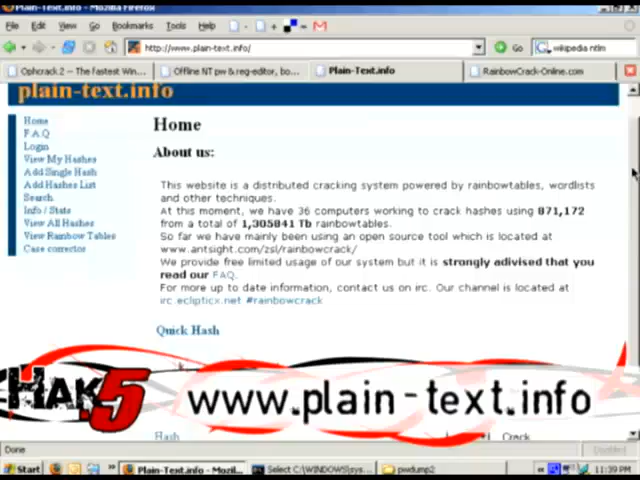 Mozilla Firefox
File Edit View Go Bookmarks Tools Help
http://www.plain-text.info/
Go
wikipedia ntlm
Ophcrack 2 -- The fastest Win...
Offline NT pw & reg-editor, bo...
Plain-Text.info
RainbowCrack-Online.com
plain-text.info
Home
F.A.Q
Login
View My Hashes
Add Single Hash
Add Hashes List
Search
Info / Stats
View All Hashes
View Rainbow Tables
Case corrector
Home
About us:
This website is a distributed cracking system powered by rainbowtables, wordlists
and other techniques.
At this moment, we have 36 computers working to crack hashes using 871,172
from a total of 1,305841 Tb rainbowtables.
So far we have mainly been using an open source tool which is located at
www.antsight.com/zsl/rainbowcrack/
We provide free limited usage of our system but it is strongly adivised that you
read our FAQ.
For more up to date information, contact us on irc. Our channel is located at
irc.eclipticx.net #rainbowcrack
Quick Hash
HAK.5
www.plain-text.info
Hash
Crack
Done
Start
Plain-Text.info - Mozil...
Select C:\WINDOWS\sys...
pwdump2
11:39 PM